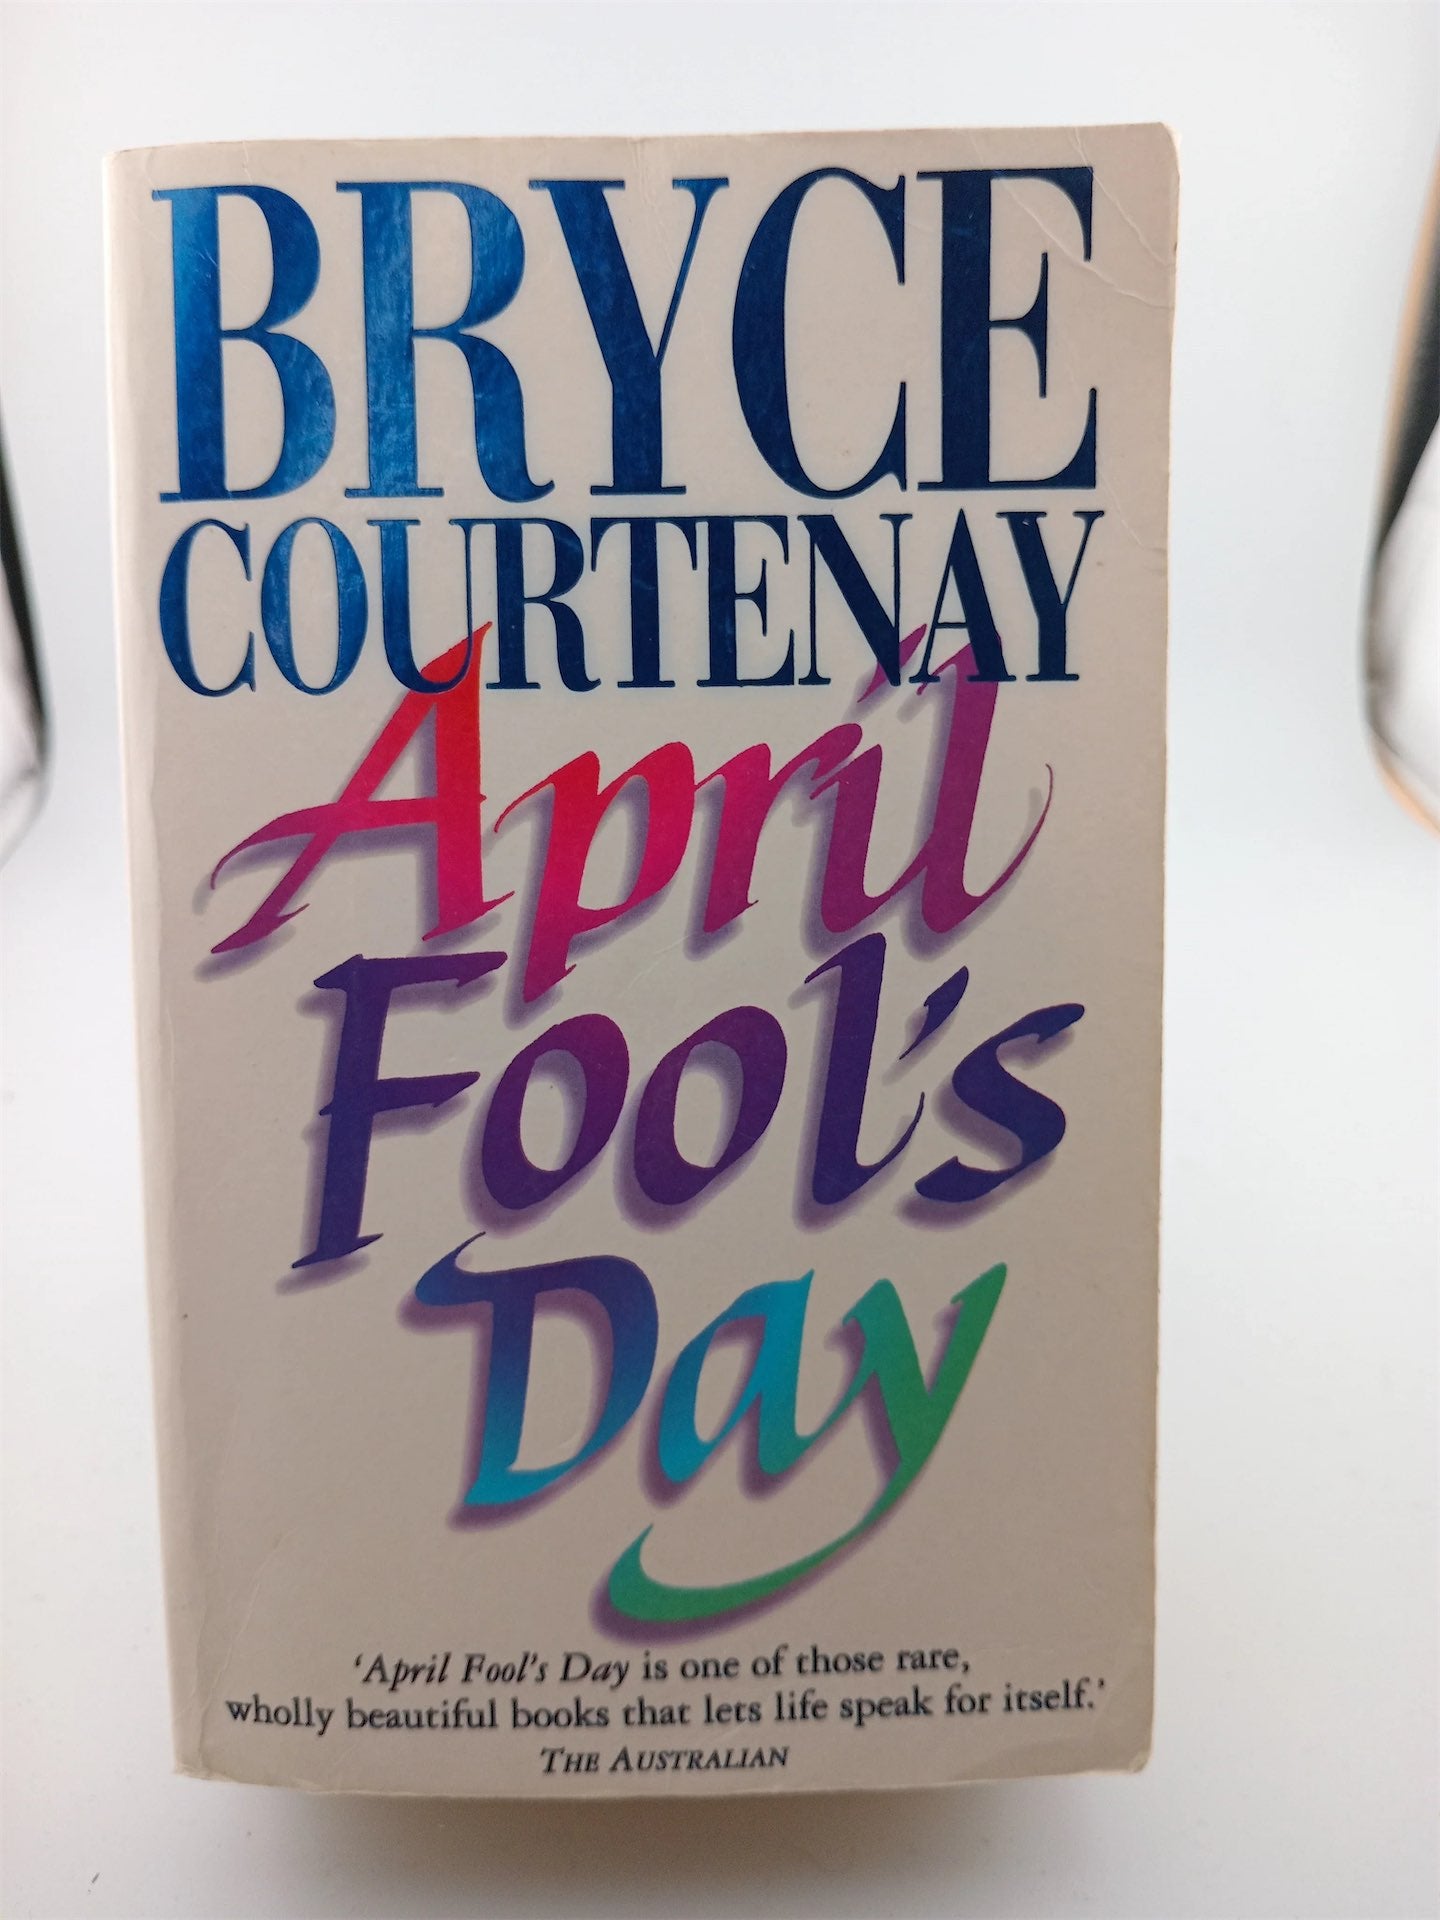 BRYCE
COURTENAY
April
Fool's
Day
'April Fool's Day is one of those rare,
wholly beautiful books that lets life speak for itself.'
THE AUSTRALIAN